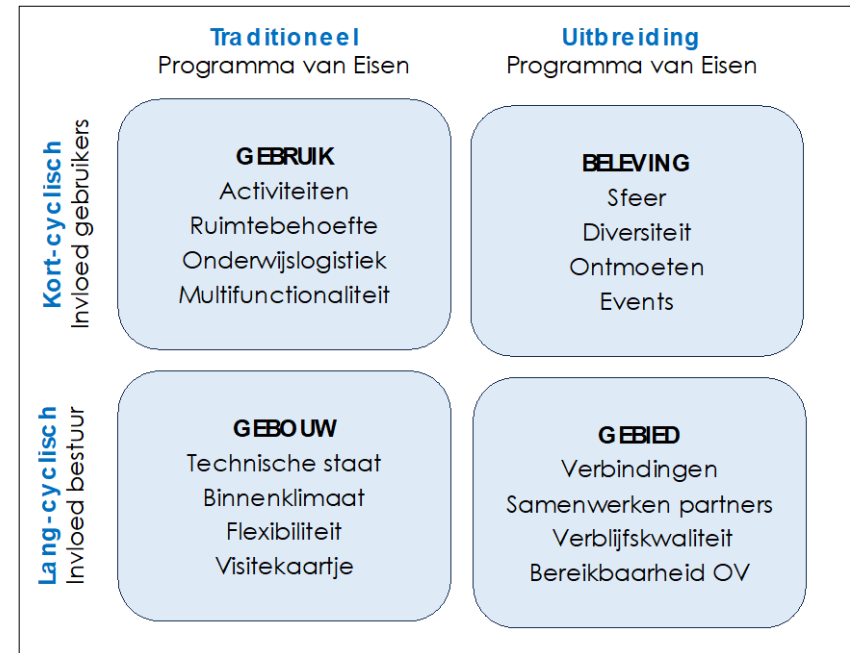 Traditioneel
Programma van Eisen
Uitbreiding
Programma van Eisen
Kort-cyclisch
Invloed gebruikers
GEBRUIK
Activiteiten
Ruimtebehoefte
Onderwijslogistiek
Multifunctionaliteit
BELEVING
Sfeer
Diversiteit
Ontmoeten
Events
Lang-cyclisch
Invloed bestuur
GEBOUW
Technische staat
Binnenklimaat
Flexibiliteit
Visitekaartje
GEBIED
Verbindingen
Samenwerken partners
Verblijfskwaliteit
Bereikbaarheid OV